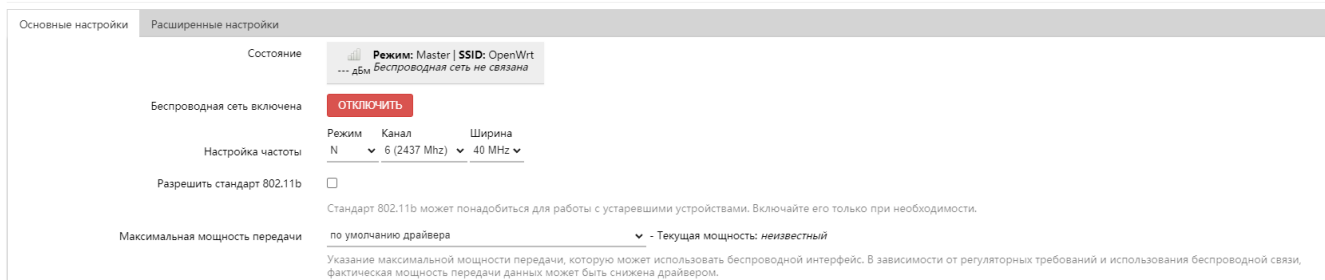 Основные настройки Расширенные настройки
Состояние
Режим: Master | SSID: OpenWrt
--- дБм Беспроводная сеть не связана
Беспроводная сеть включена ОТКЛЮЧИТЬ
Режим Канал Ширина
Настройка частоты N 6 (2437 Mhz) 40 MHz
Разрешить стандарт 802.11b
Стандарт 802.11b может понадобиться для работы с устаревшими устройствами. Включайте его только при необходимости.
Максимальная мощность передачи по умолчанию драйвера - Текущая мощность: неизвестный
Указание максимальной мощности передачи, которую может использовать беспроводной интерфейс. В зависимости от регуляторных требований и использования беспроводной связи,
фактическая мощность передачи данных может быть снижена драйвером.